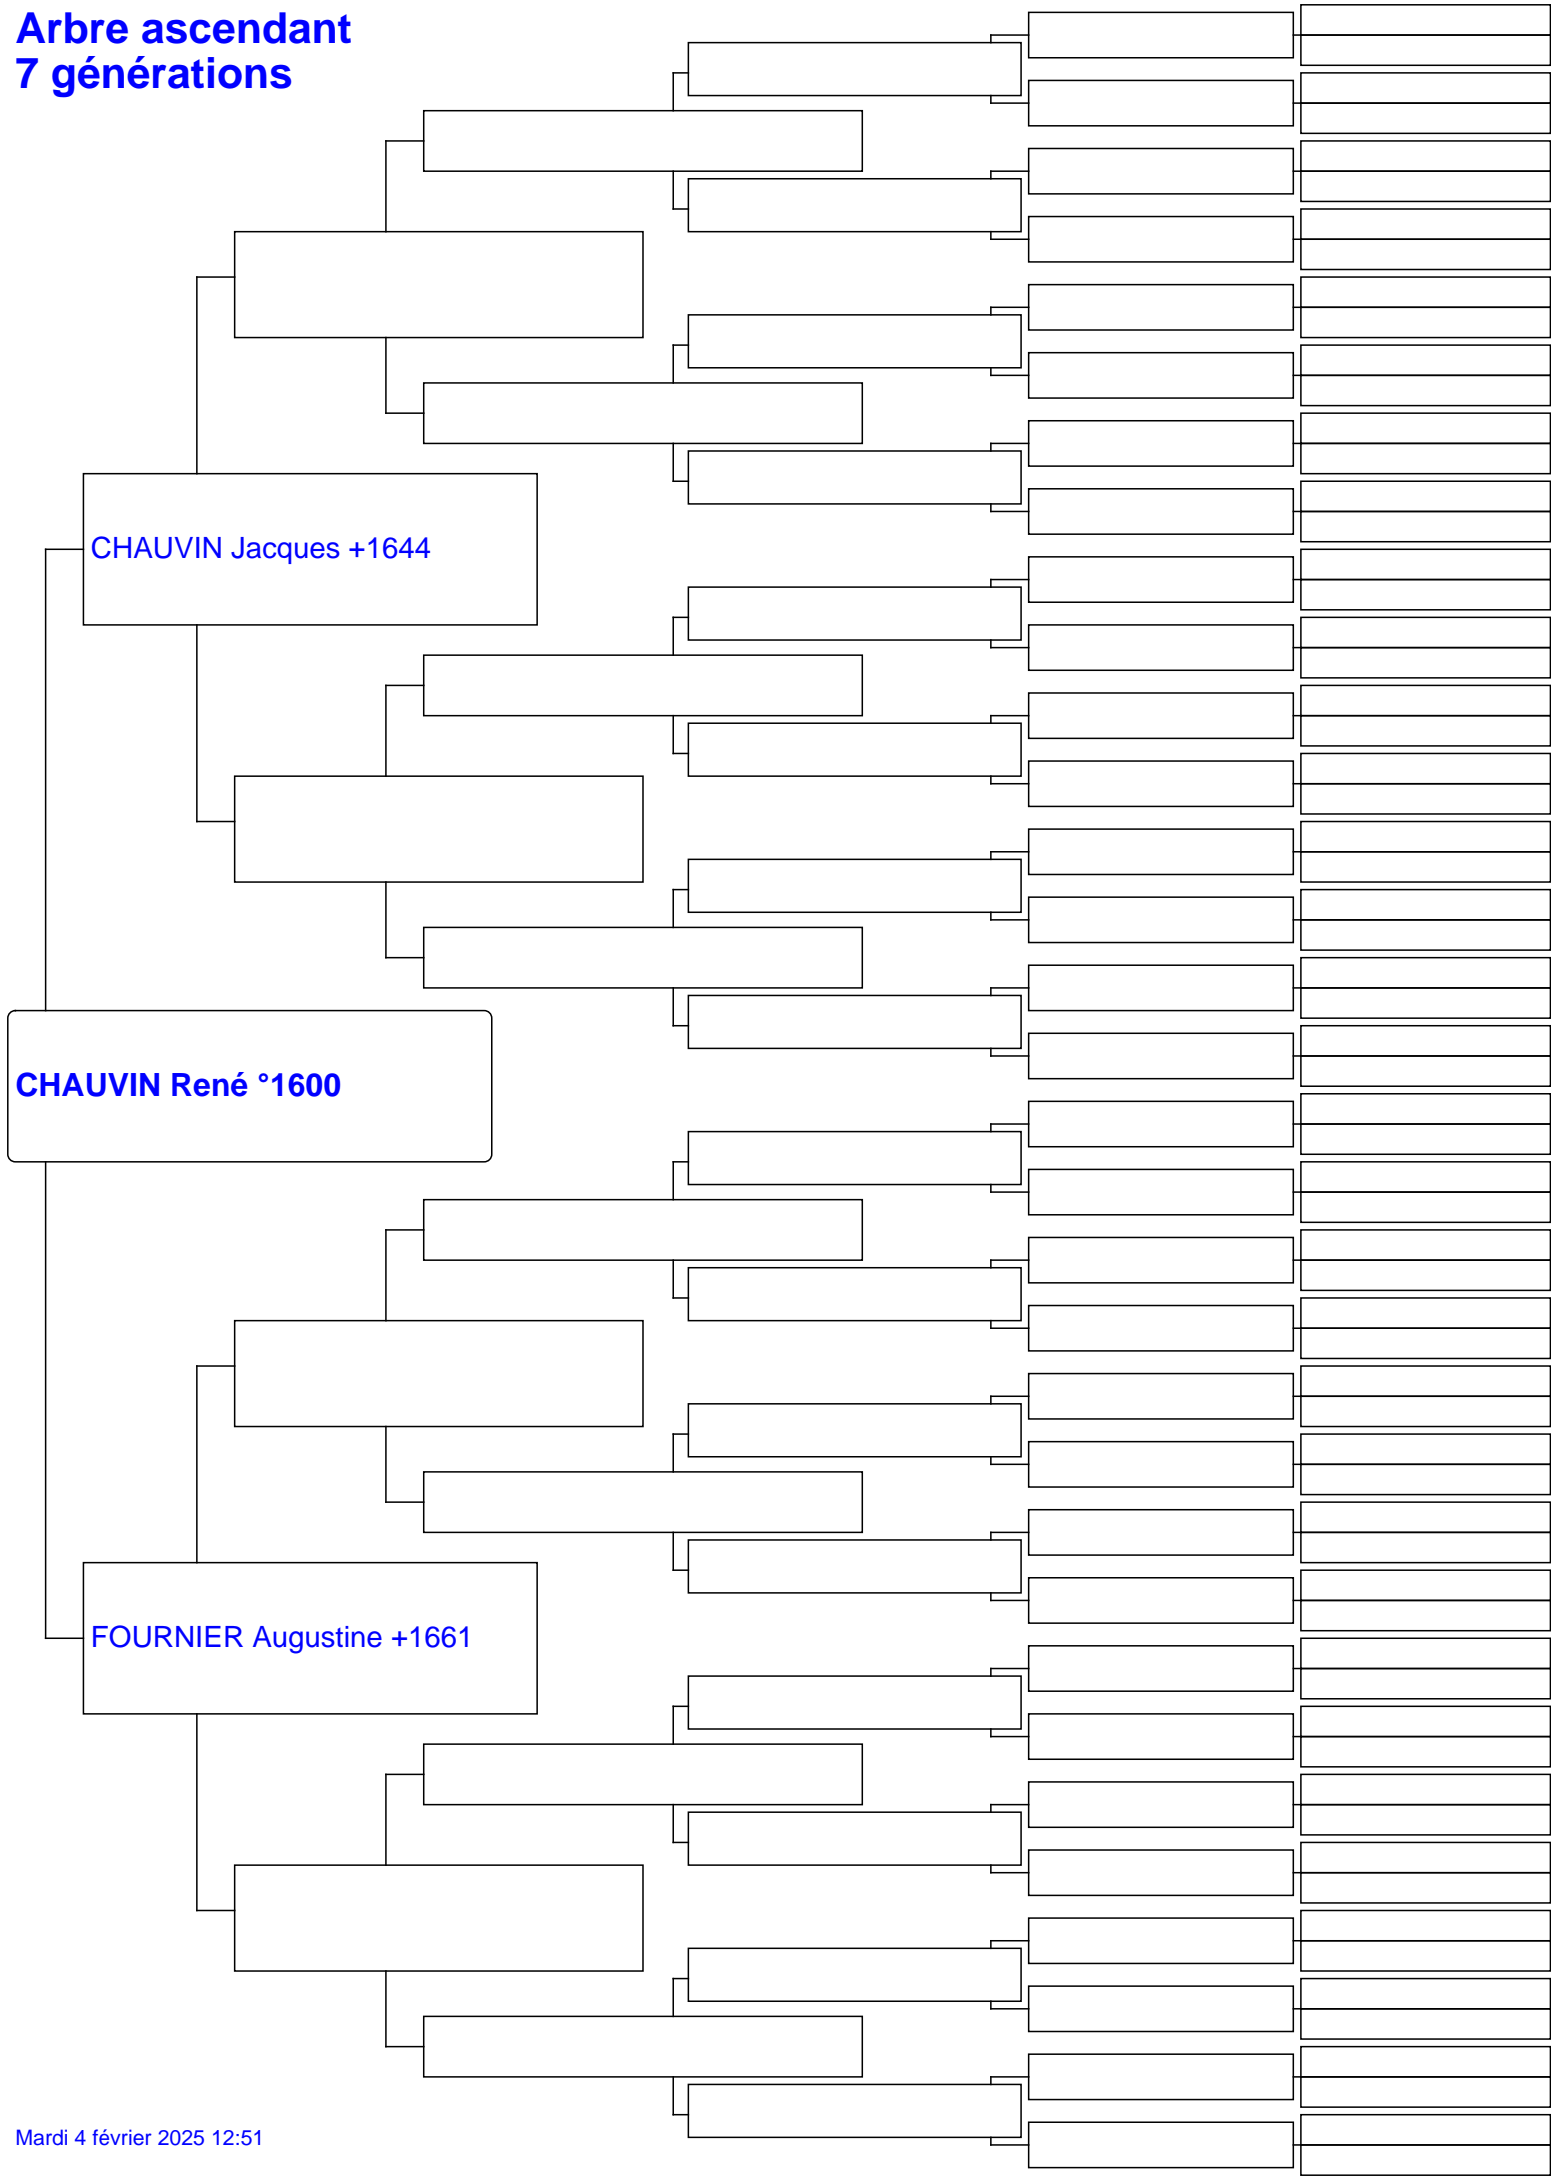 Arbre ascendant
7 générations
CHAUVIN Jacques +1644
CHAUVIN René °1600
FOURNIER Augustine +1661
Mardi 4 février 2025 12:51